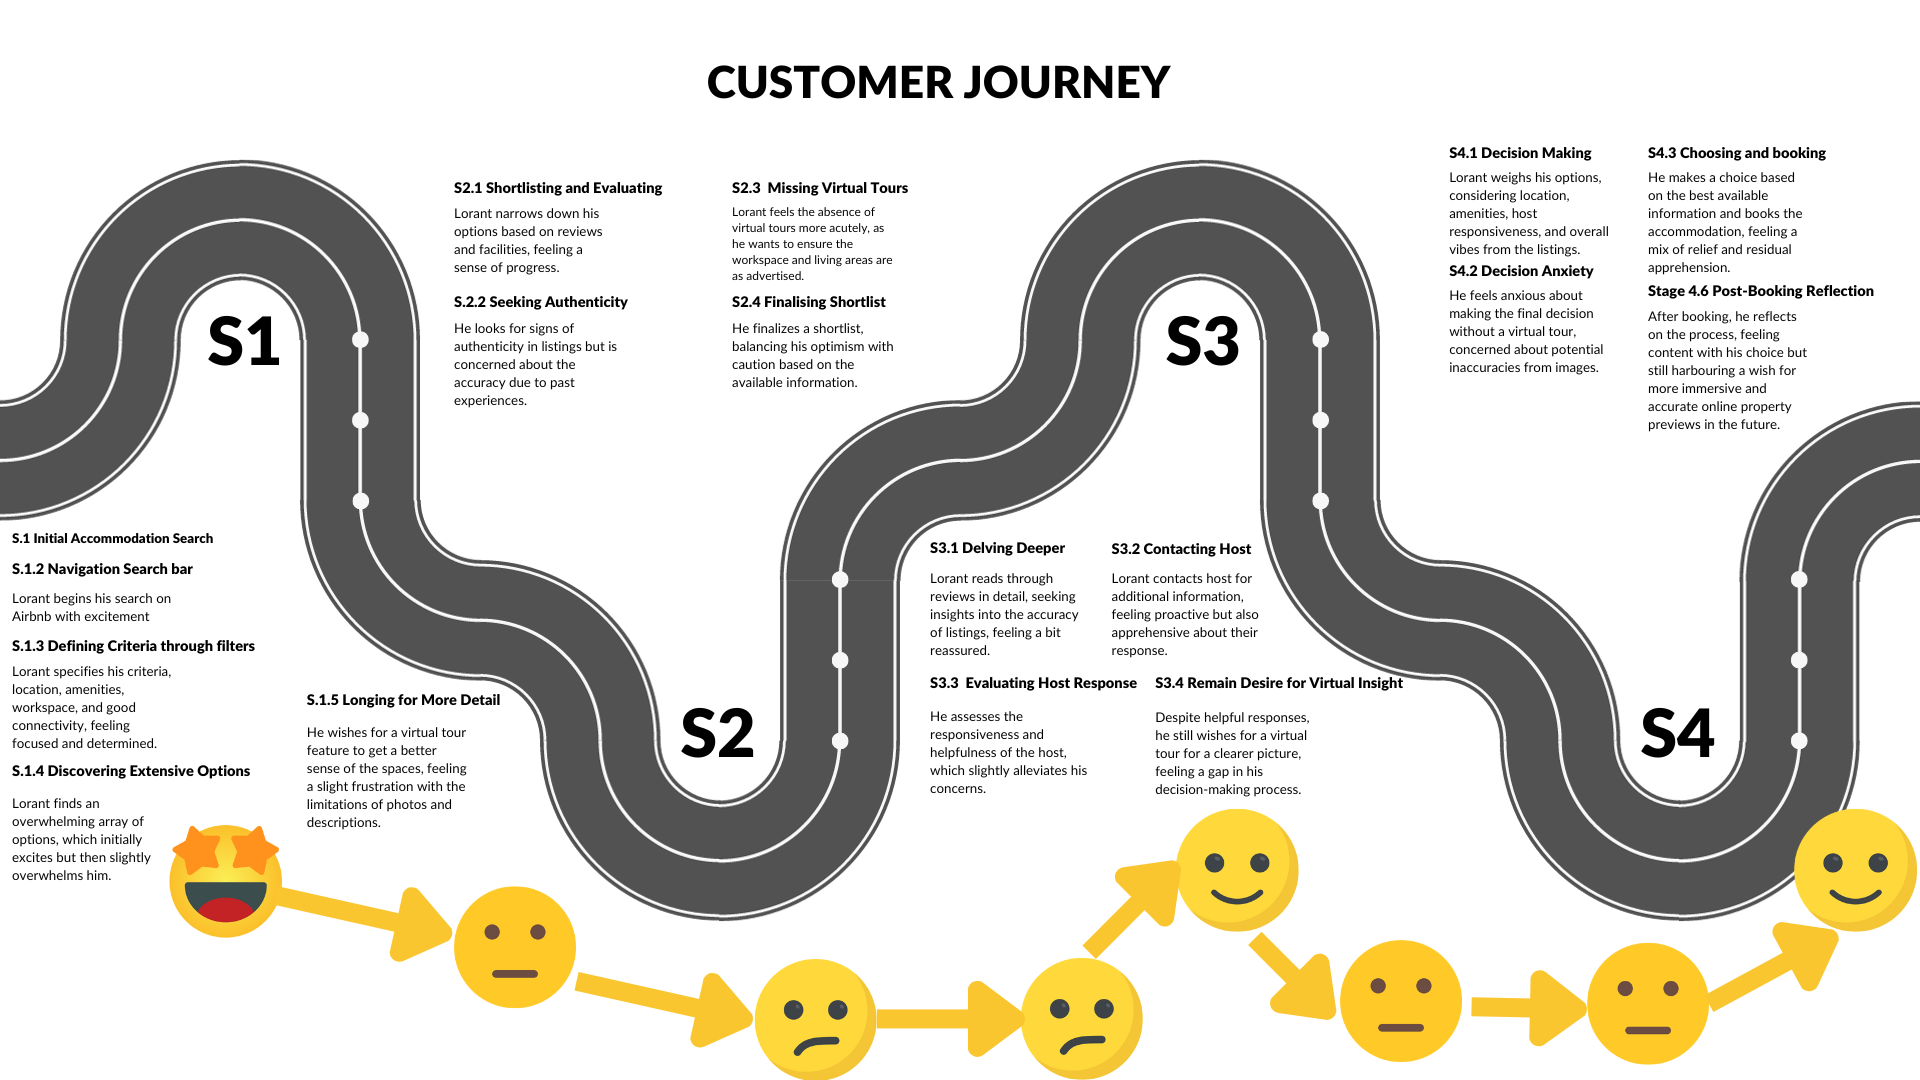 CUSTOMER JOURNEY
S1
S.1 Initial Accommodation Search
S.1.2 Navigation Search bar
Lorant begins his search on
Airbnb with excitement
S.1.3 Defining Criteria through filters
Lorant specifies his criteria,
location, amenities,
workspace, and good
connectivity, feeling
focused and determined.
S.1.4 Discovering Extensive Options
Lorant finds an
overwhelming array of
options, which initially
excites but then slightly
overwhelms him.
S.1.5 Longing for More Detail
He wishes for a virtual tour
feature to get a better
sense of the spaces, feeling
a slight frustration with the
limitations of photos and
descriptions.
S2.1 Shortlisting and Evaluating
Lorant narrows down his
options based on reviews
and facilities, feeling a
sense of progress.
S.2.2 Seeking Authenticity
He looks for signs of
authenticity in listings but is
concerned about the
accuracy due to past
experiences.
S2.3 Missing Virtual Tours
Lorant feels the absence of
virtual tours more acutely, as
he wants to ensure the
workspace and living areas are
as advertised.
S2.4 Finalising Shortlist
He finalizes a shortlist,
balancing his optimism with
caution based on the
available information.
S2
S3
S3.1 Delving Deeper
Lorant reads through
reviews in detail, seeking
insights into the accuracy
of listings, feeling a bit
reassured.
S3.2 Contacting Host
Lorant contacts host for
additional information,
feeling proactive but also
apprehensive about their
response.
S3.3 Evaluating Host Response
He assesses the
responsiveness and
helpfulness of the host,
which slightly alleviates his
concerns.
S3.4 Remain Desire for Virtual Insight
Despite helpful responses,
he still wishes for a virtual
tour for a clearer picture,
feeling a gap in his
decision-making process.
S4.1 Decision Making
Lorant weighs his options,
considering location,
amenities, host
responsiveness, and overall
vibes from the listings.
S4.2 Decision Anxiety
He feels anxious about
making the final decision
without a virtual tour,
concerned about potential
inaccuracies from images.
S4.3 Choosing and booking
He makes a choice based
on the best available
information and books the
accommodation, feeling a
mix of relief and residual
apprehension.
Stage 4.6 Post-Booking Reflection
After booking, he reflects
on the process, feeling
content with his choice but
still harbouring a wish for
more immersive and
accurate online property
previews in the future.
S4